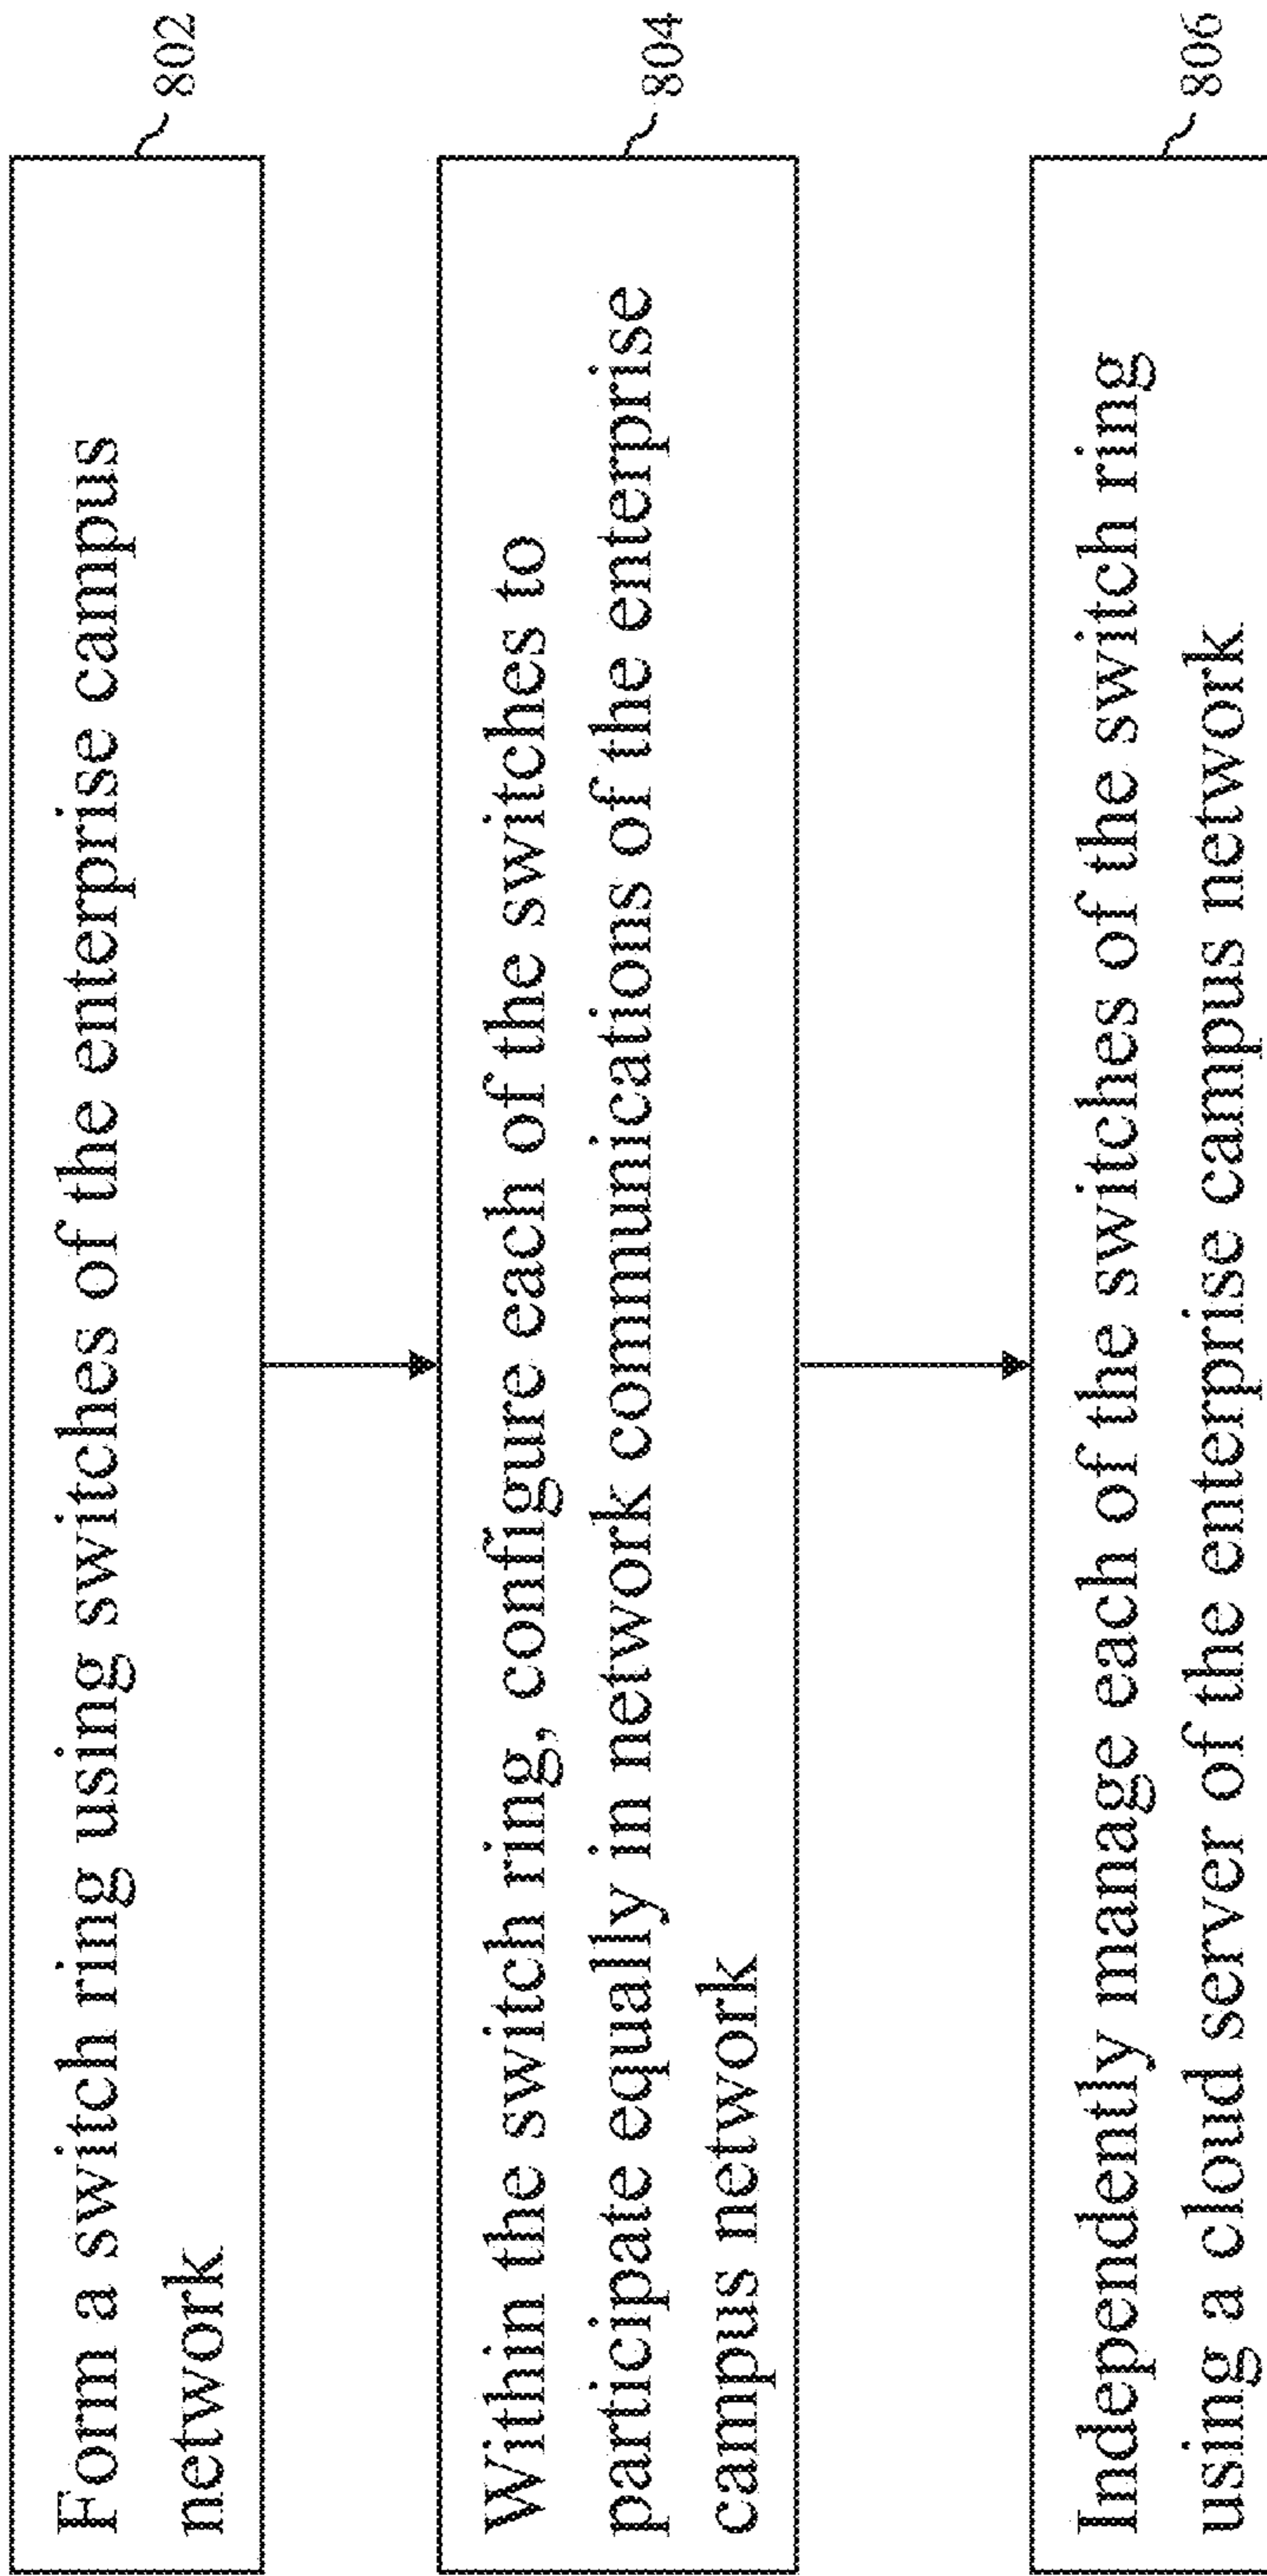 Form a switch ring using switches of the enterprise campus
network
802
Within the switch ring, configure each of the switches to
participate equally in network communications of the enterprise
campus network
804
Independently manage each of the switches of the switch ring
using a cloud server of the enterprise campus network
806